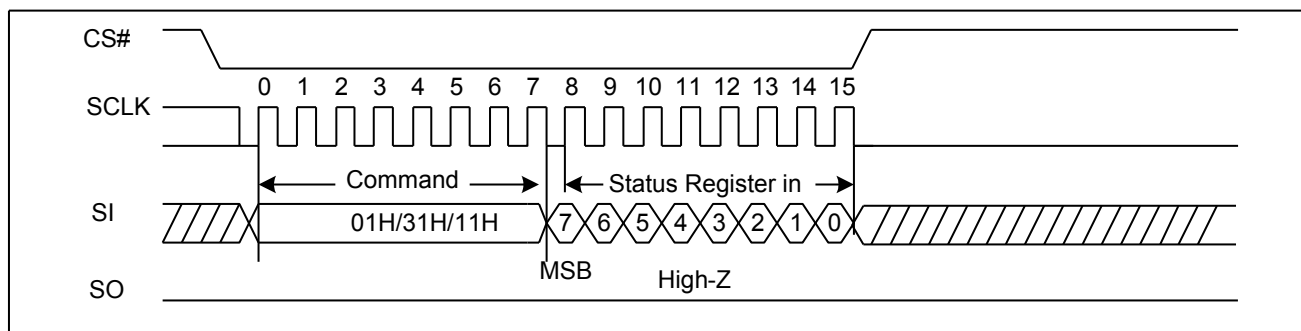 CS#
0 1 2 3 4 5 6 7 8 9 10 11 12 13 14 15
SCLK
Command Status Register in
SI 01H/31H/11H 7 6 5 4 3 2 1 0
MSB High-Z
SO